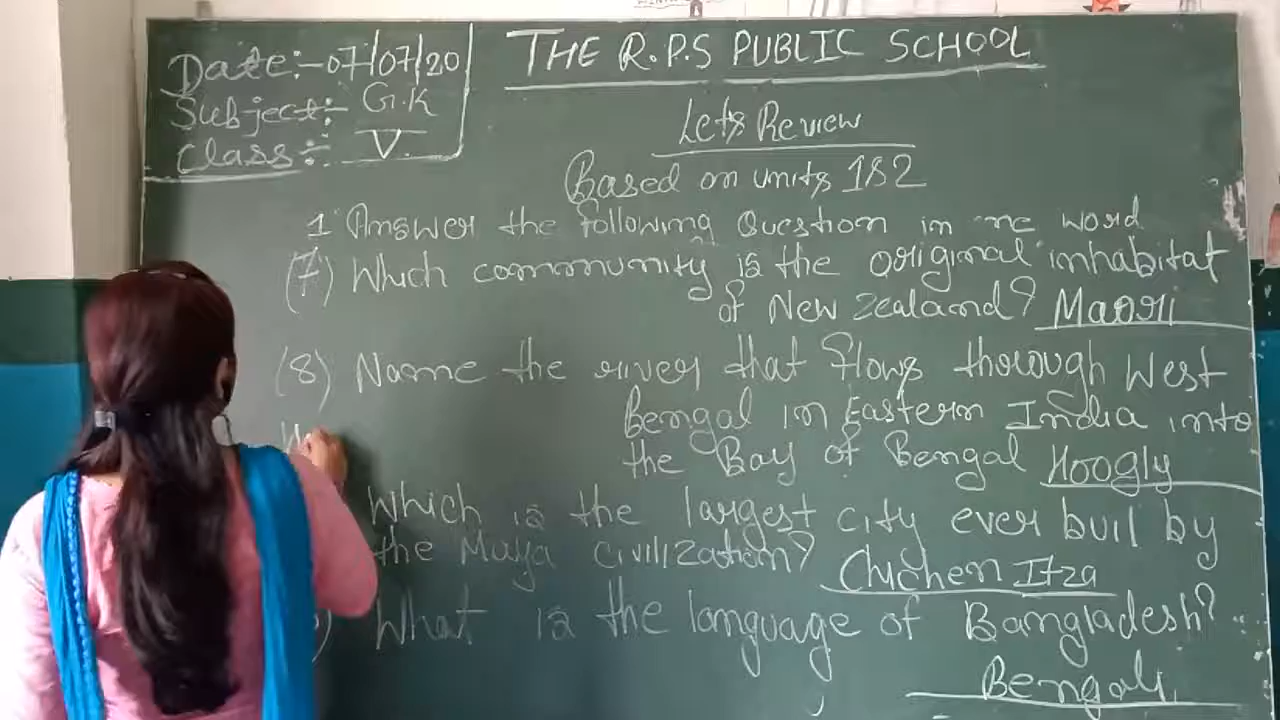 Date:-07/07/20
Subject:- G.K
Class:- V.
THE R.P.S PUBLIC SCHOOL
Let's Review
Based on units 1&2
1 Answer the following Question in word
(7) Which community is the original inhabitat
of New Zealand? Maori
(8) Name the river that flows through West
Bengal in Eastern India into
the Bay of Bengal Hoogly
Which is the largest city ever buil by
the Maya Civilization? Chichen Itza
What is the language of Bangladesh?
Bengali